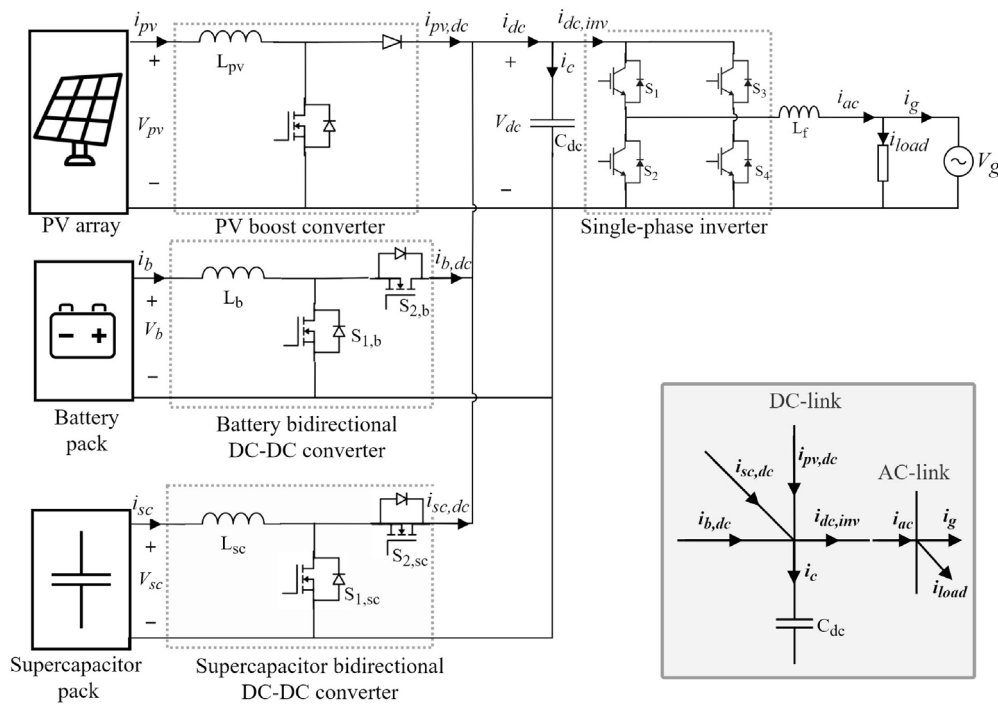 i_pv
i_pv,dc
i_dc
i_dc,inv
+
L_pv
+
i_c
S_1
S_3
i_ac
i_g
V_pv
V_dc
C_dc
L_f
i_load
V_g
S_2
S_4
−
−
PV array
PV boost converter
Single-phase inverter
i_b
i_b,dc
+
L_b
S_2,b
V_b
S_1,b
−
Battery
pack
Battery bidirectional
DC-DC converter
i_sc
i_sc,dc
+
L_sc
S_2,sc
V_sc
S_1,sc
−
Supercapacitor
pack
Supercapacitor bidirectional
DC-DC converter
DC-link
i_sc,dc
i_pv,dc
AC-link
i_b,dc
i_dc,inv
i_ac
i_g
i_c
i_load
C_dc